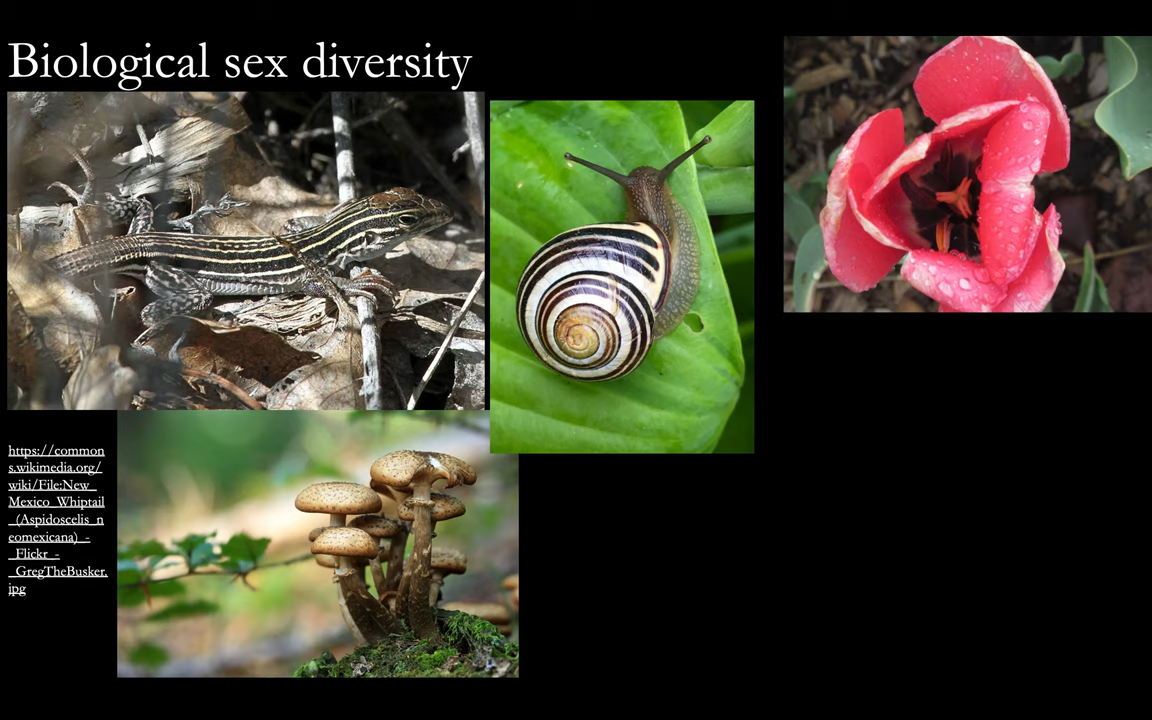 Biological sex diversity
https://common
s.wikimedia.org/
wiki/File:New_
Mexico_Whiptail
_(Aspidoscelis_n
eomexicana)_-
_Flickr_-
_GregTheBusker.
jpg